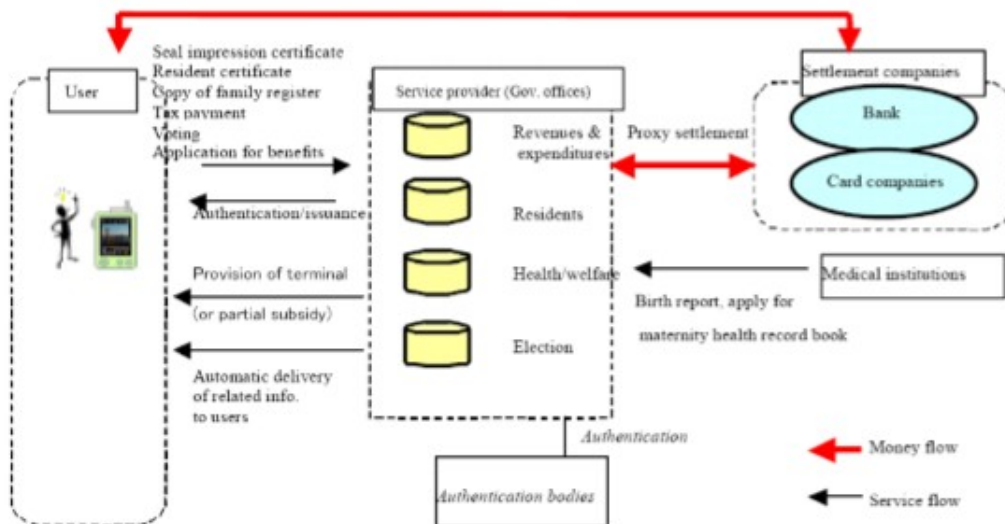 Seal impression certificate
Resident certificate
Copy of family register
Tax payment
Voting
Application for benefits
User
Service provider (Gov. offices)
Settlement companies
Bank
Card companies
Revenues &
expenditures
Proxy settlement
Authentication/issuance
Residents
Provision of terminal
(or partial subsidy)
Health/welfare
Medical institutions
Birth report, apply for
maternity health record book
Election
Automatic delivery
of related info.
to users
Authentication
Authentication bodies
Money flow
Service flow